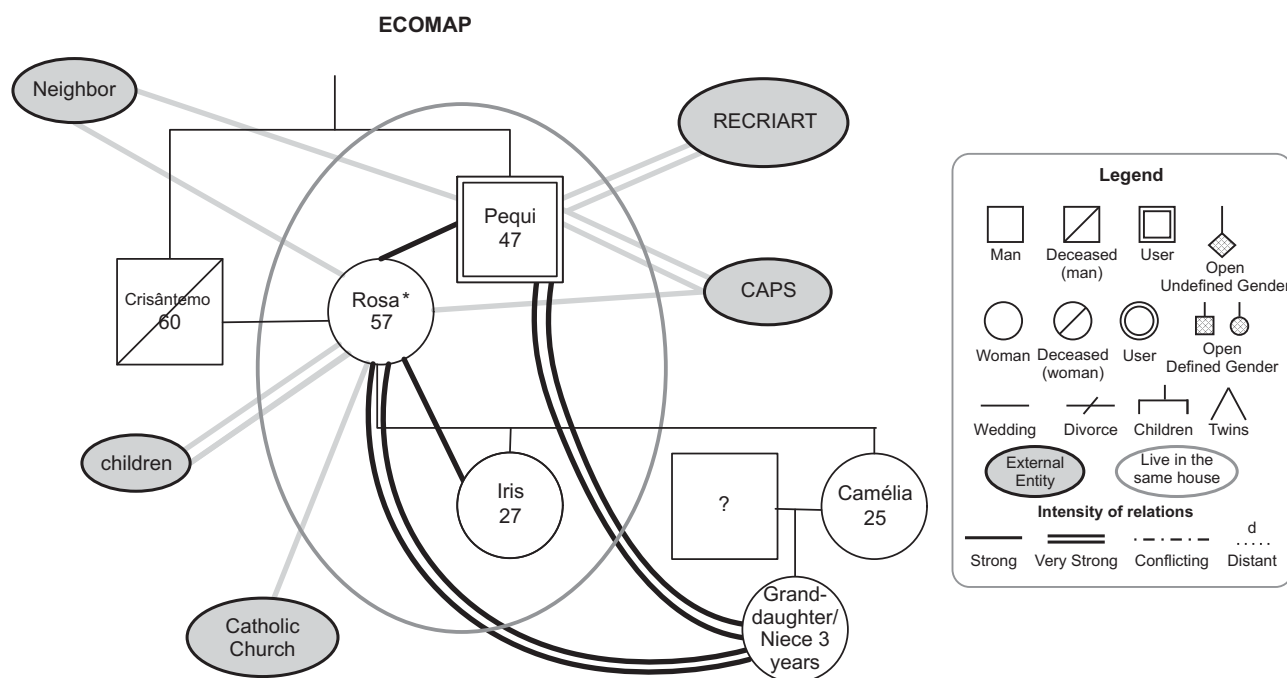 ECOMAP
Neighbor
RECRIART
Pequi
47
CAPS
Crisântemo
60
Rosa*
57
children
Iris
27
?
Camélia
25
Catholic
Church
Grand-
daughter/
Niece 3
years
Legend
Man
Deceased
(man)
User
Open
Undefined Gender
Woman
Deceased
(woman)
User
Open
Defined Gender
Wedding
Divorce
Children
Twins
External
Entity
Live in the
same house
Intensity of relations
d
Strong
Very Strong
Conflicting
Distant